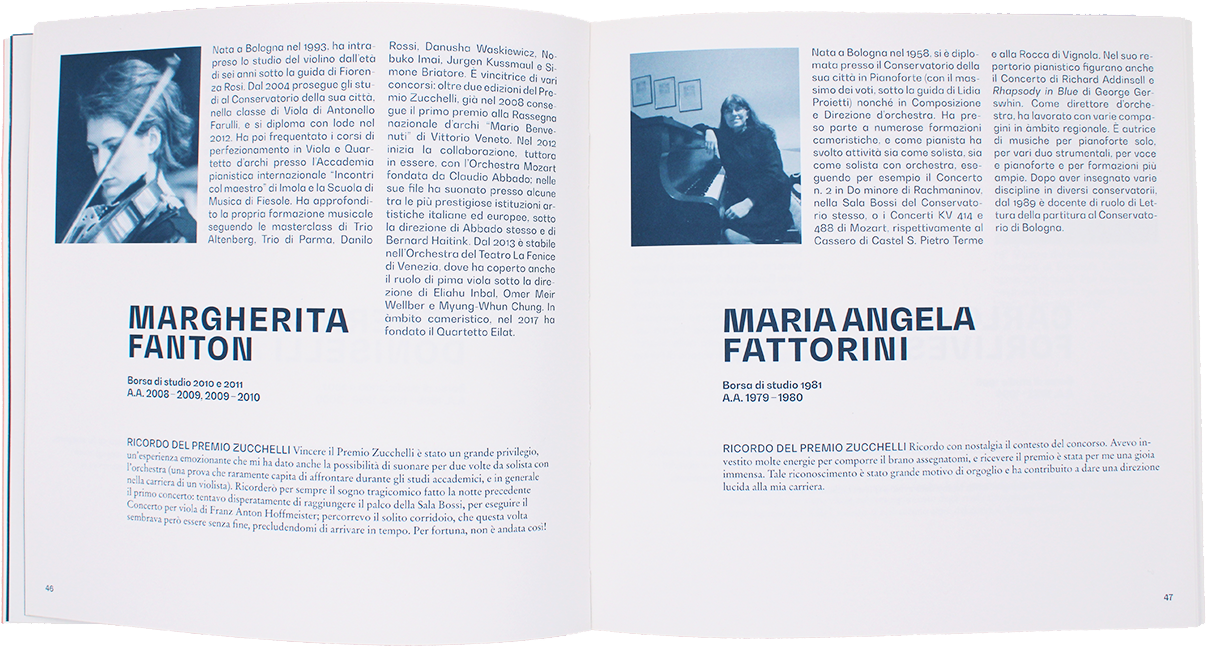 Nata a Bologna nel 1993, ha intra-
preso lo studio del violino dall'età
di sei anni sotto la guida di Fioren-
za Rosi. Dal 2004 prosegue gli stu-
di al Conservatorio della sua città,
nella classe di Viola di Antonello
Farulli, e si diploma con lode nel
2012. Ha poi frequentato i corsi di
perfezionamento in Viola e Quar-
tetto d'archi presso l'Accademia
pianistica internazionale "Incontri
col maestro" di Imola e la Scuola di
Musica di Fiesole. Ha approfondi-
to la propria formazione musicale
seguendo le masterclass di Trio
Altenberg, Trio di Parma, Danilo
Rossi, Danusha Waskiewicz, No-
buko Imai, Jurgen Kussmaul e Si-
mone Briatore. È vincitrice di vari
concorsi: oltre due edizioni del Pre-
mio Zucchelli, già nel 2008 conse-
gue il primo premio alla Rassegna
nazionale d'archi "Mario Benve-
nuti" di Vittorio Veneto. Nel 2012
inizia la collaborazione, tuttora
in essere, con l'Orchestra Mozart
fondata da Claudio Abbado; nelle
sue file ha suonato presso alcune
tra le più prestigiose istituzioni ar-
tistiche italiane ed europee, sotto
la direzione di Abbado stesso e di
Bernard Haitink. Dal 2013 è stabile
nell'Orchestra del Teatro La Fenice
di Venezia, dove ha coperto anche
il ruolo di pima viola sotto la dire-
zione di Eliahu Inbal, Omer Meir
Wellber e Myung-Whun Chung. In
àmbito cameristico, nel 2017 ha
fondato il Quartetto Eilat.
MARGHERITA
FANTON
Borsa di studio 2010 e 2011
A.A. 2008–2009, 2009–2010
RICORDO DEL PREMIO ZUCCHELLI Vincere il Premio Zucchelli è stato un grande privilegio,
un'esperienza emozionante che mi ha dato anche la possibilità di suonare per due volte da solista con
l'orchestra (una prova che raramente capita di affrontare durante gli studi accademici, e in generale
nella carriera di un violista). Ricorderò per sempre il sogno tragicomico fatto la notte precedente
il primo concerto: tentavo disperatamente di raggiungere il palco della Sala Bossi, per eseguire il
Concerto per viola di Franz Anton Hoffmeister; percorrevo il solito corridoio, che questa volta
sembrava però essere senza fine, precludendomi di arrivare in tempo. Per fortuna, non è andata così!
46
Nata a Bologna nel 1958, si è diplo-
mata presso il Conservatorio della
sua città in Pianoforte (con il mas-
simo dei voti, sotto la guida di Lidia
Proietti) nonché in Composizione
e Direzione d'orchestra. Ha pre-
so parte a numerose formazioni
cameristiche, e come pianista ha
svolto attività sia come solista, sia
come solista con orchestra, ese-
guendo per esempio il Concerto
n. 2 in Do minore di Rachmaninov,
nella Sala Bossi del Conservato-
rio stesso, o i Concerti KV 414 e
488 di Mozart, rispettivamente al
Cassero di Castel S. Pietro Terme
e alla Rocca di Vignola. Nel suo re-
pertorio pianistico figurano anche
il Concerto di Richard Addinsell e
Rhapsody in Blue di George Ger-
swhin. Come direttore d'orche-
stra, ha lavorato con varie compa-
gini in àmbito regionale. È autrice
di musiche per pianoforte solo,
per vari duo strumentali, per voce
e pianoforte e per formazioni più
ampie. Dopo aver insegnato varie
discipline in diversi conservatorii,
dal 1989 è docente di ruolo di Let-
tura della partitura al Conservato-
rio di Bologna.
MARIA ANGELA
FATTORINI
Borsa di studio 1981
A.A. 1979–1980
RICORDO DEL PREMIO ZUCCHELLI Ricordo con nostalgia il contesto del concorso. Avevo in-
vestito molte energie per comporre il brano assegnatomi, e ricevere il premio è stata per me una gioia
immensa. Tale riconoscimento è stato grande motivo di orgoglio e ha contribuito a dare una direzione
lucida alla mia carriera.
47